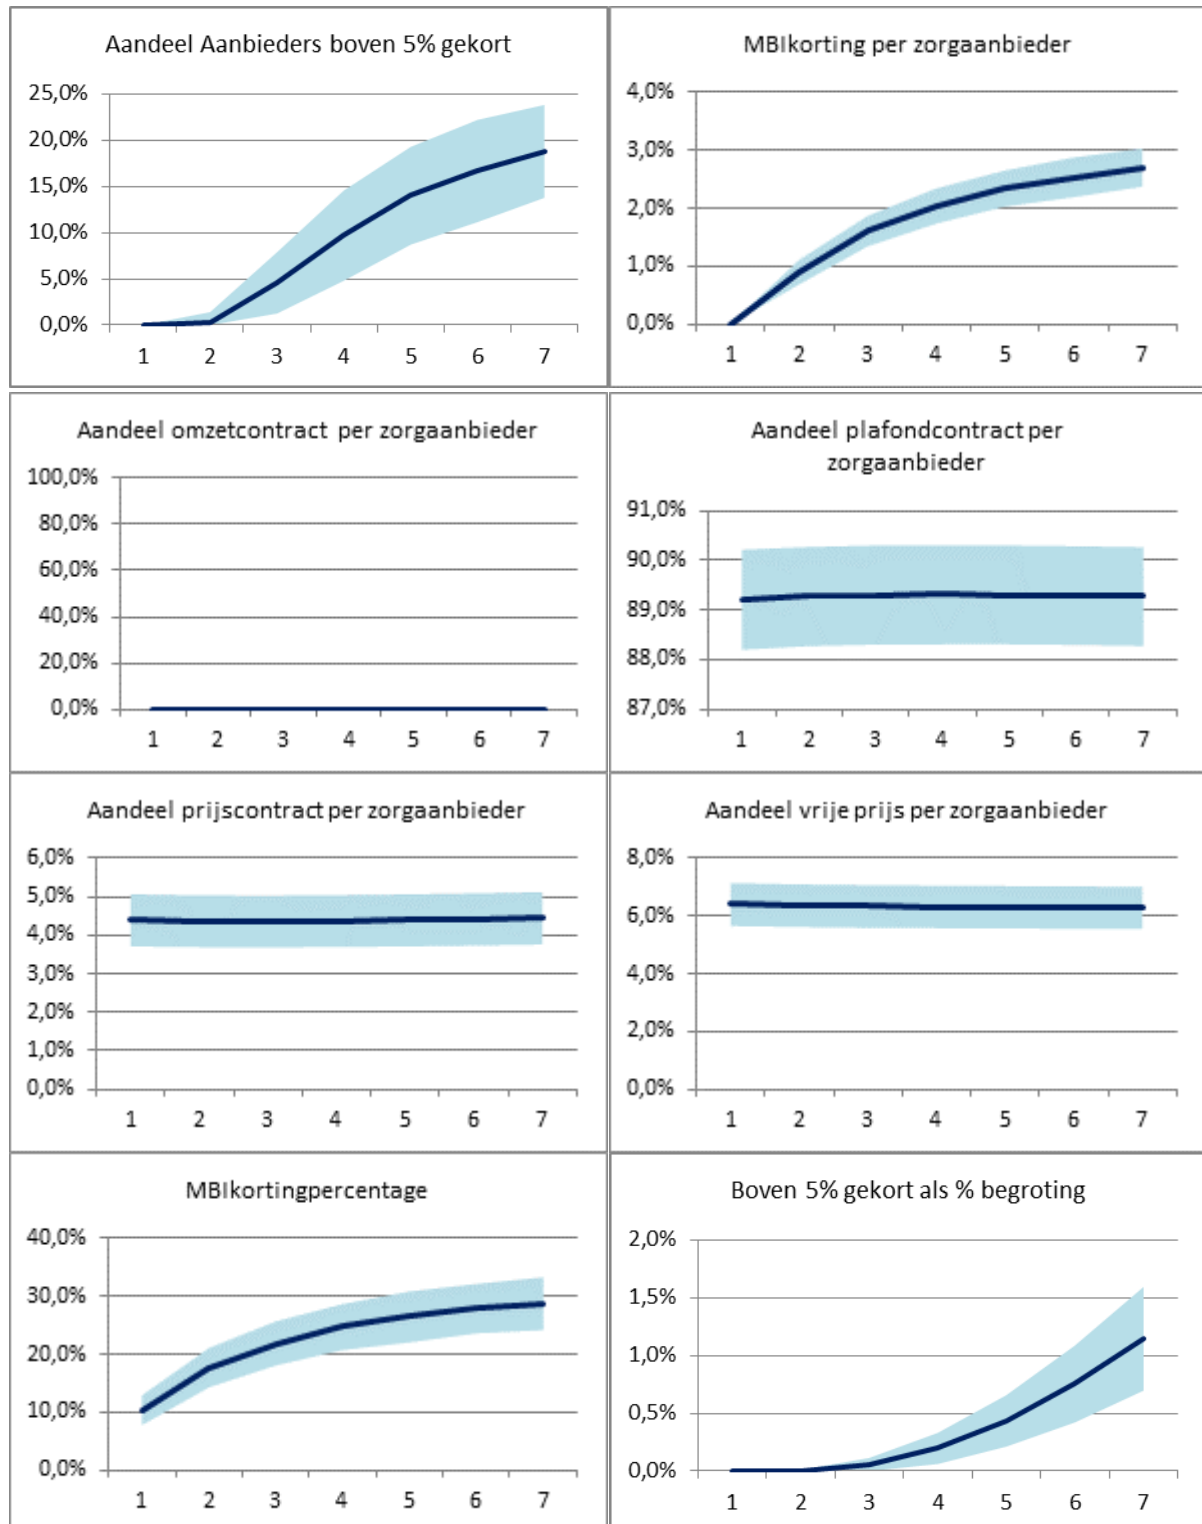 Aandeel Aanbieders boven 5% gekort
25,0%
20,0%
15,0%
10,0%
5,0%
0,0%
1 2 3 4 5 6 7
MBIkorting per zorgaanbieder
4,0%
3,0%
2,0%
1,0%
0,0%
1 2 3 4 5 6 7
Aandeel omzetcontract per zorgaanbieder
100,0%
80,0%
60,0%
40,0%
20,0%
0,0%
1 2 3 4 5 6 7
Aandeel plafondcontract per
zorgaanbieder
91,0%
90,0%
89,0%
88,0%
87,0%
1 2 3 4 5 6 7
Aandeel prijscontract per zorgaanbieder
6,0%
5,0%
4,0%
3,0%
2,0%
1,0%
0,0%
1 2 3 4 5 6 7
Aandeel vrije prijs per zorgaanbieder
8,0%
6,0%
4,0%
2,0%
0,0%
1 2 3 4 5 6 7
MBIkortingpercentage
40,0%
30,0%
20,0%
10,0%
0,0%
1 2 3 4 5 6 7
Boven 5% gekort als % begroting
2,0%
1,5%
1,0%
0,5%
0,0%
1 2 3 4 5 6 7